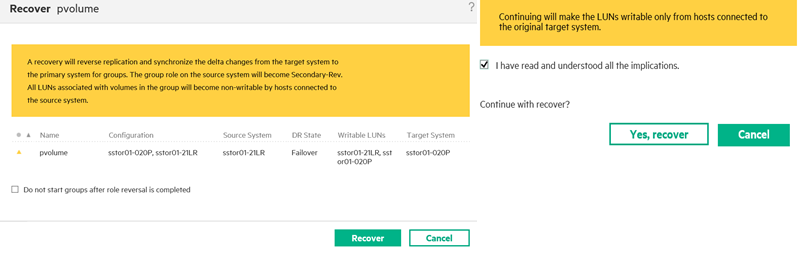 Recover pvolume
?
A recovery will reverse replication and synchronize the delta changes from the target system to
the primary system for groups. The group role on the source system will become Secondary-Rev.
All LUNs associated with volumes in the group will become non-writable by hosts connected to
the source system.
Name Configuration Source System DR State Writable LUNs Target System
pvolume sstor01-020P, sstor01-21LR sstor01-21LR Failover sstor01-21LR, sst sstor01-020P
or01-020P
Do not start groups after role reversal is completed
Recover Cancel
Continuing will make the LUNs writable only from hosts connected to
the original target system.
I have read and understood all the implications.
Continue with recover?
Yes, recover Cancel